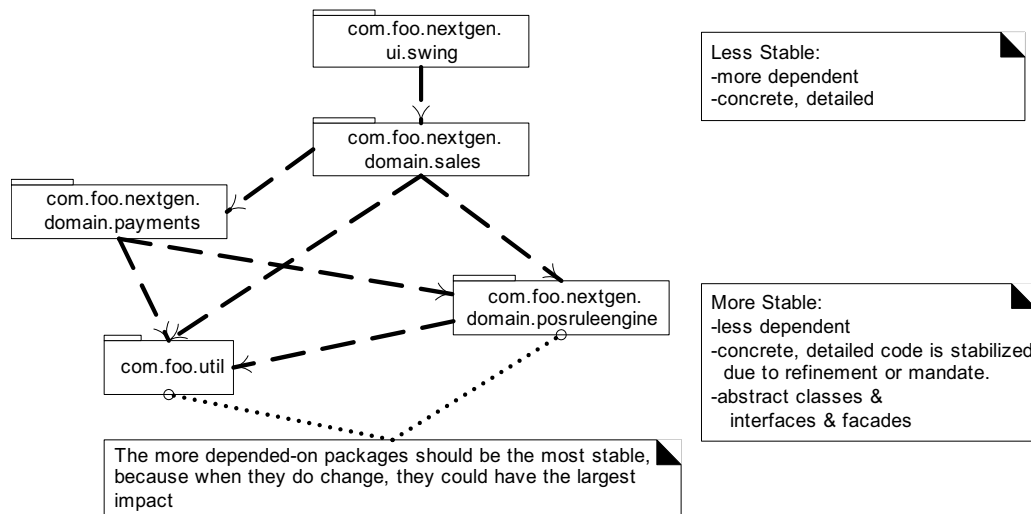 com.foo.nextgen.
ui.swing
Less Stable:
-more dependent
-concrete, detailed
com.foo.nextgen.
domain.sales
com.foo.nextgen.
domain.payments
com.foo.nextgen.
domain.posruleengine
More Stable:
-less dependent
-concrete, detailed code is stabilized
due to refinement or mandate.
-abstract classes &
interfaces & facades
com.foo.util
The more depended-on packages should be the most stable,
because when they do change, they could have the largest
impact